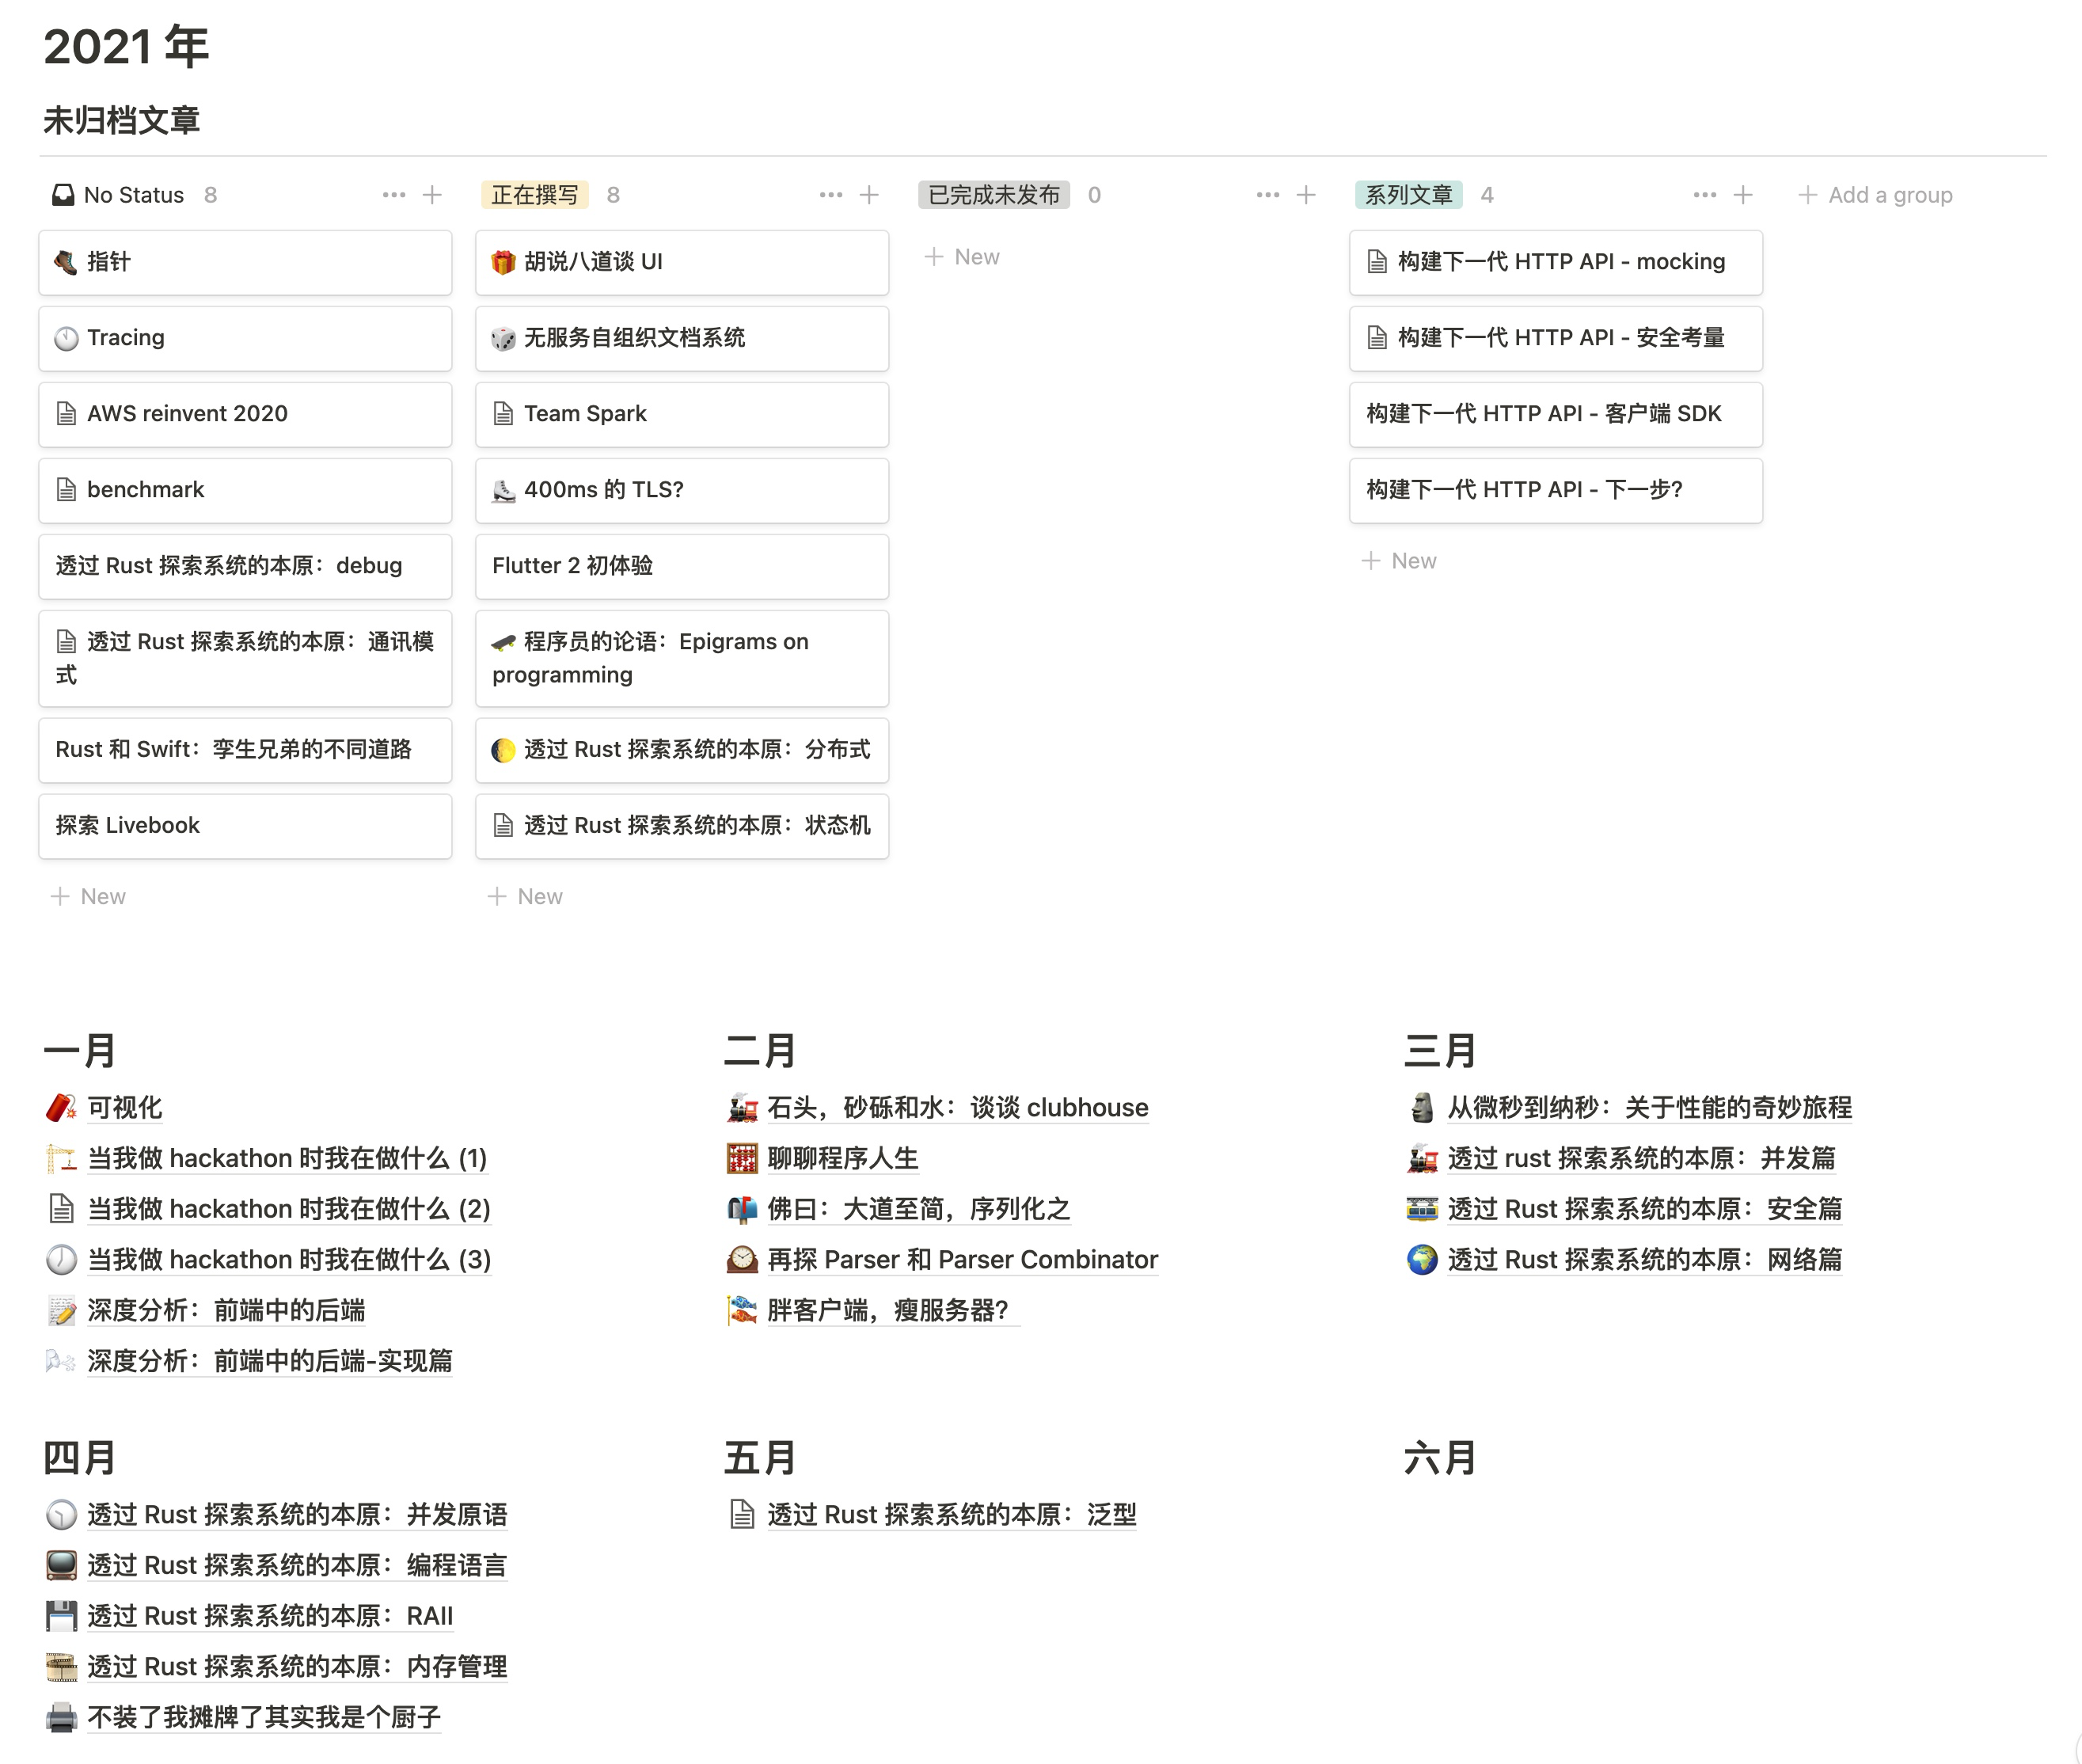 2021 年
未归档文章
No Status 8
指针
Tracing
AWS reinvent 2020
benchmark
透过 Rust 探索系统的本原：debug
透过 Rust 探索系统的本原：通讯模
式
Rust 和 Swift：孪生兄弟的不同道路
探索 Livebook
New
正在撰写 8
胡说八道谈 UI
无服务自组织文档系统
Team Spark
400ms 的 TLS?
Flutter 2 初体验
程序员的论语：Epigrams on
programming
透过 Rust 探索系统的本原：分布式
透过 Rust 探索系统的本原：状态机
New
已完成未发布 0
New
系列文章 4
构建下一代 HTTP API - mocking
构建下一代 HTTP API - 安全考量
构建下一代 HTTP API - 客户端 SDK
构建下一代 HTTP API - 下一步?
New
Add a group
一月
可视化
当我做 hackathon 时我在做什么 (1)
当我做 hackathon 时我在做什么 (2)
当我做 hackathon 时我在做什么 (3)
深度分析：前端中的后端
深度分析：前端中的后端-实现篇
二月
石头，砂砾和水：谈谈 clubhouse
聊聊程序人生
佛曰：大道至简，序列化之
再探 Parser 和 Parser Combinator
胖客户端，瘦服务器？
三月
从微秒到纳秒：关于性能的奇妙旅程
透过 rust 探索系统的本原：并发篇
透过 Rust 探索系统的本原：安全篇
透过 Rust 探索系统的本原：网络篇
四月
透过 Rust 探索系统的本原：并发原语
透过 Rust 探索系统的本原：编程语言
透过 Rust 探索系统的本原：RAII
透过 Rust 探索系统的本原：内存管理
不装了我摊牌了其实我是个厨子
五月
透过 Rust 探索系统的本原：泛型
六月